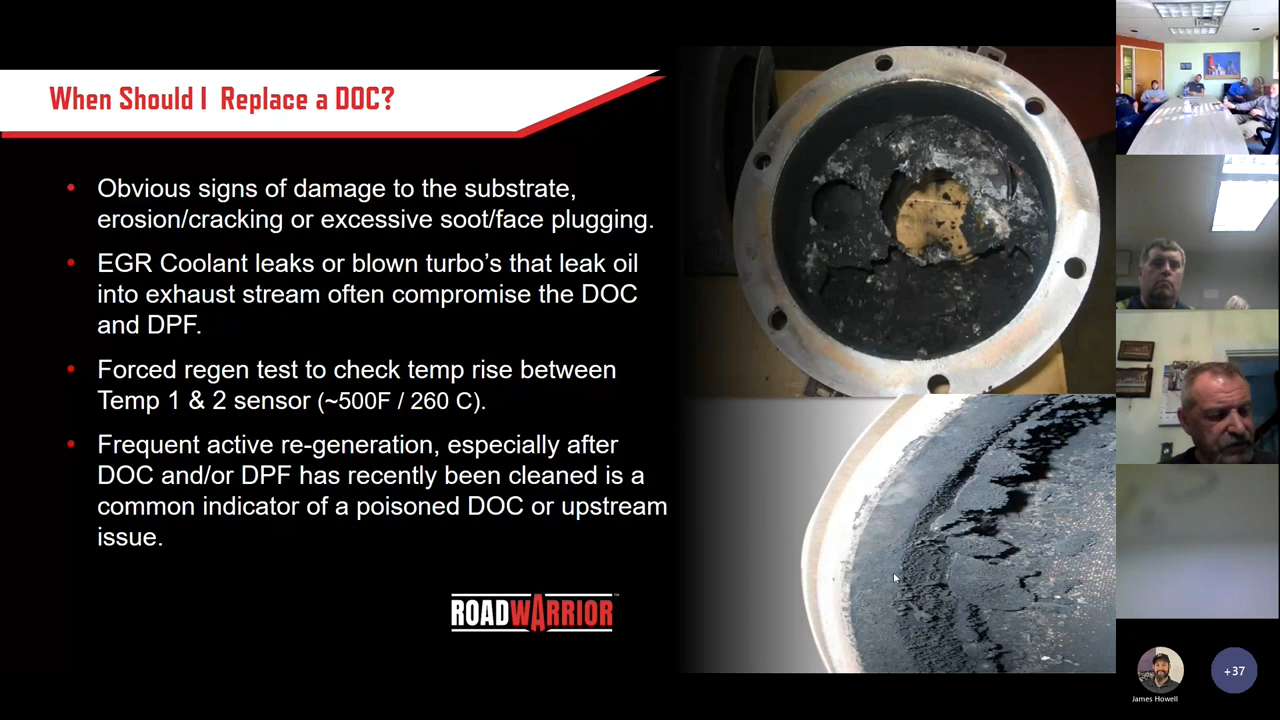 When Should I Replace a DOC?
• Obvious signs of damage to the substrate,
erosion/cracking or excessive soot/face plugging.
• EGR Coolant leaks or blown turbo's that leak oil
into exhaust stream often compromise the DOC
and DPF.
• Forced regen test to check temp rise between
Temp 1 & 2 sensor (~500F / 260 C).
• Frequent active re-generation, especially after
DOC and/or DPF has recently been cleaned is a
common indicator of a poisoned DOC or upstream
issue.
ROADWARRIOR™
James Howell
+37